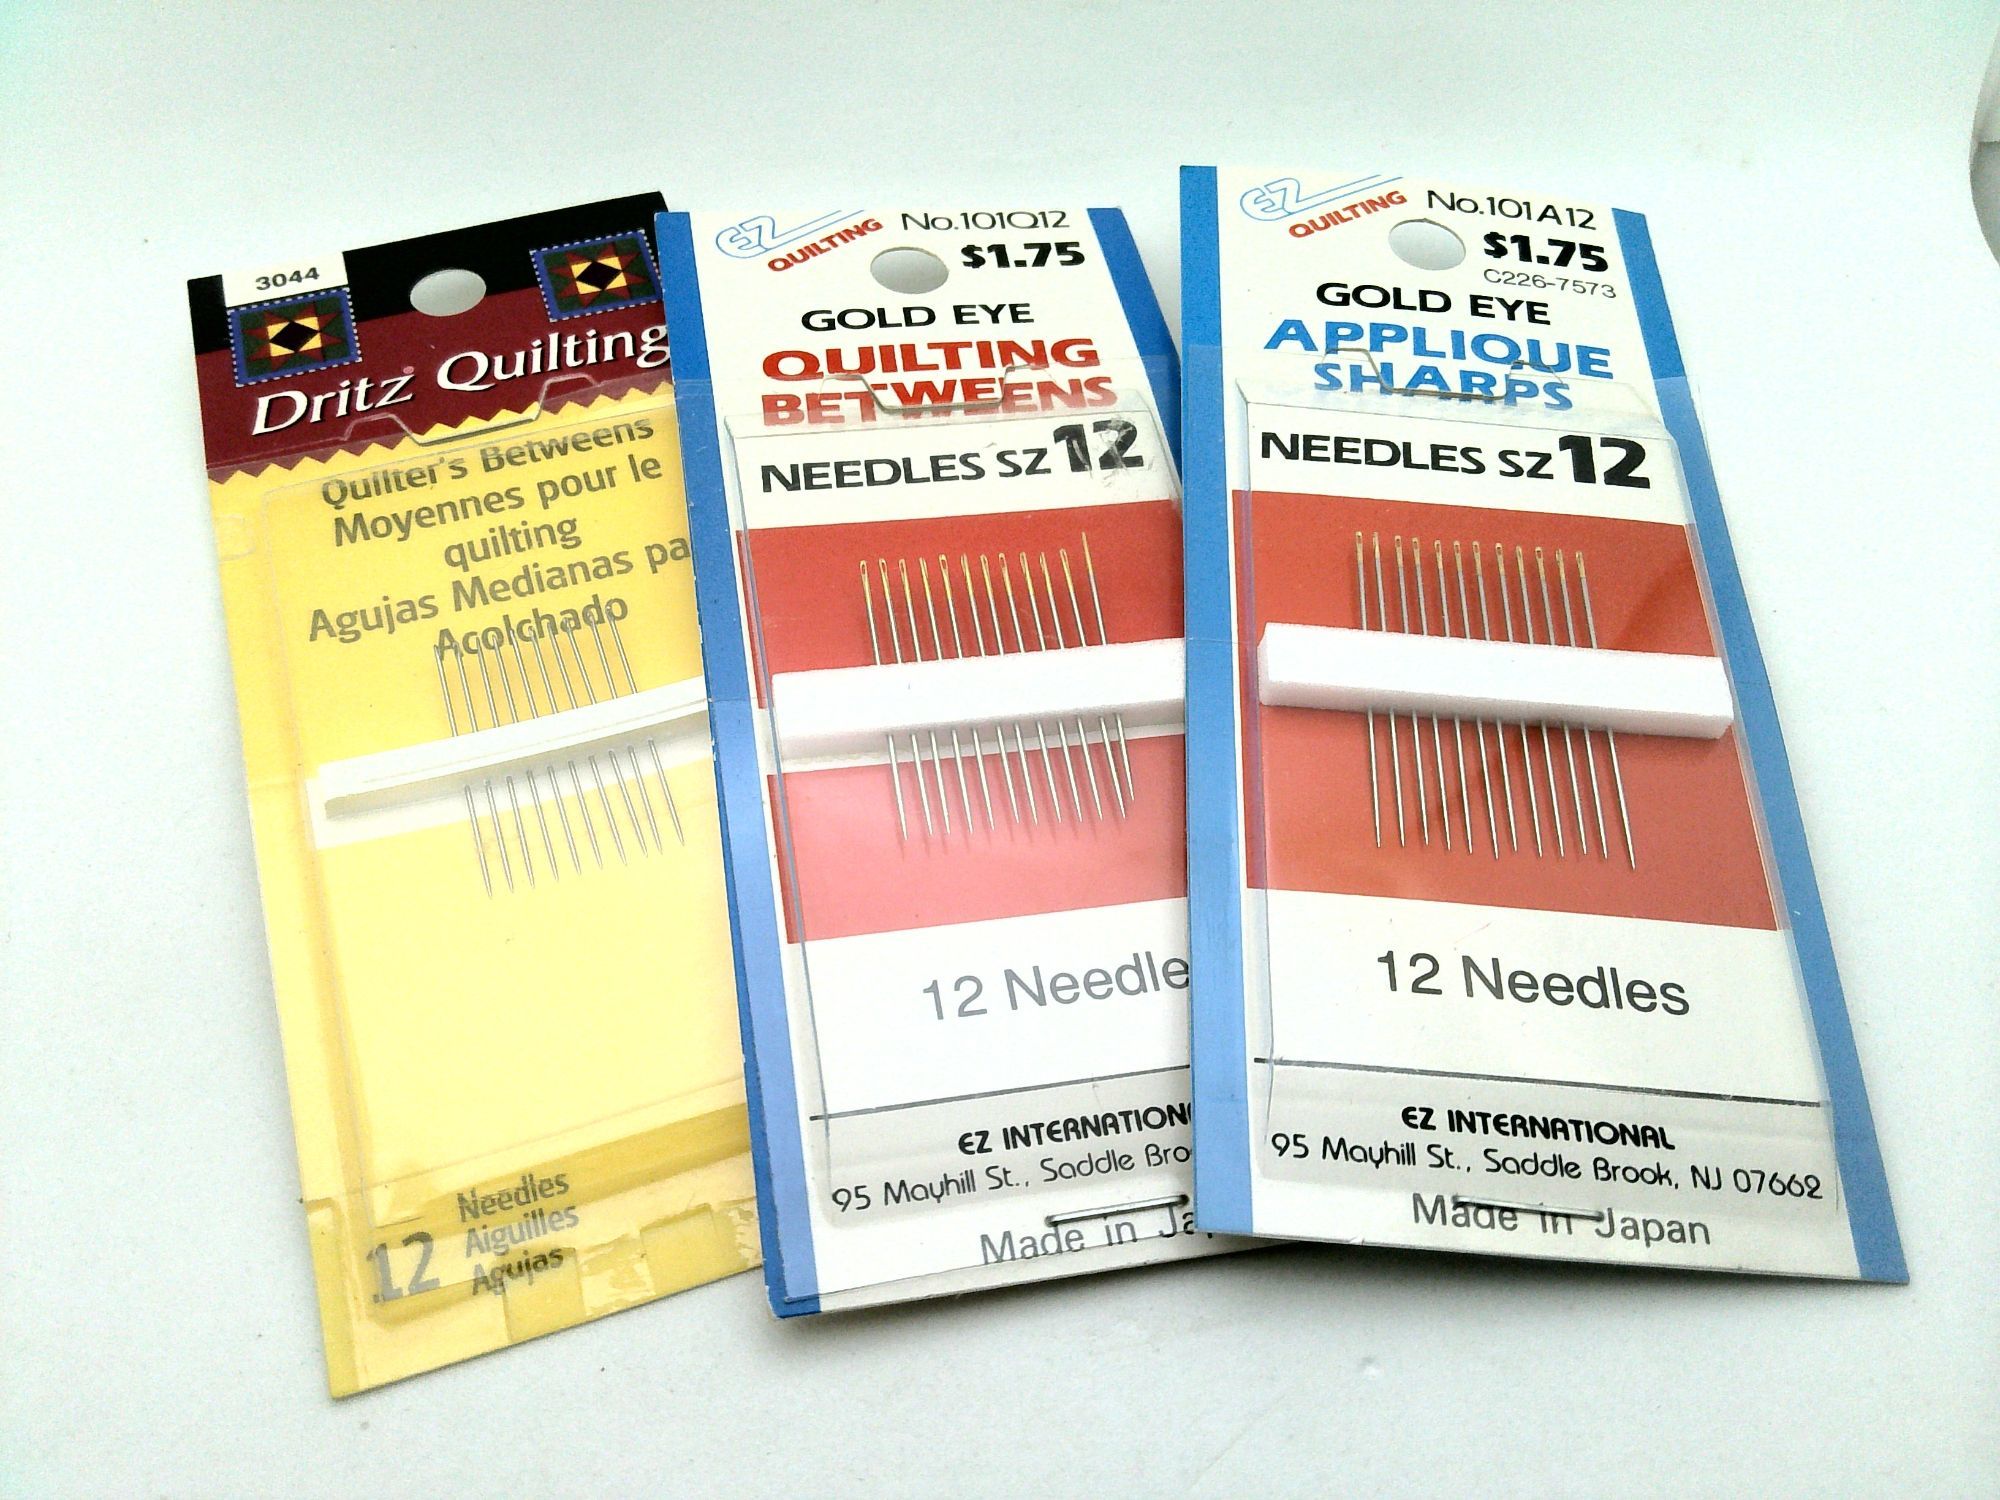 3044
Dritz Quilting
Quilter's Betweens
Moyennes pour le
quilting
Agujas Medianas pa
Acolchado
12
Needles
Aiguilles
Agujas
EZ
QUILTING
No.101Q12
$1.75
GOLD EYE
QUILTING
BETWEENS
NEEDLES SZ 12
12 Needle
EZ INTERNATION
95 Mayhill St., Saddle Bro
Made in Ja
EZ
QUILTING
No.101A12
$1.75
C226-7573
GOLD EYE
APPLIQUE
SHARPS
NEEDLES SZ 12
12 Needles
EZ INTERNATIONAL
95 Mayhill St., Saddle Brook, NJ 07662
Made in Japan